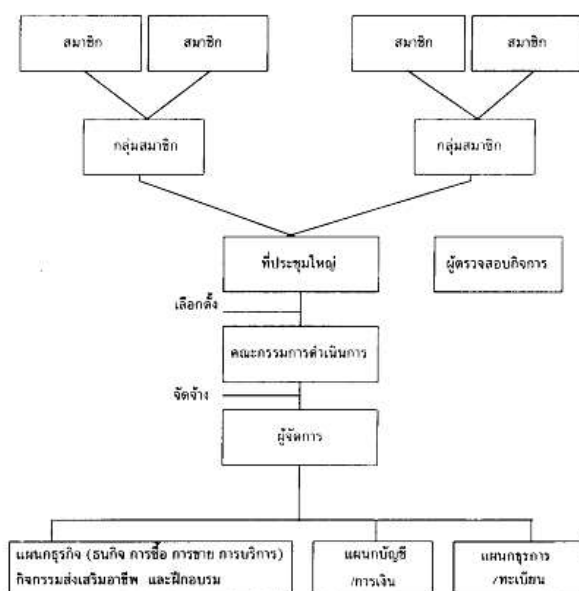 สมาชิก สมาชิก สมาชิก สมาชิก
กลุ่มสมาชิก กลุ่มสมาชิก
ที่ประชุมใหญ่ ผู้ตรวจสอบกิจการ
เลือกตั้ง
คณะกรรมการดำเนินการ
จัดจ้าง
ผู้จัดการ
แผนกธุรกิจ (ธนกิจ การซื้อ การขาย การบริการ)
กิจกรรมส่งเสริมอาชีพ และฝึกอบรม
แผนกบัญชี
/การเงิน
แผนกธุรการ
/ทะเบียน